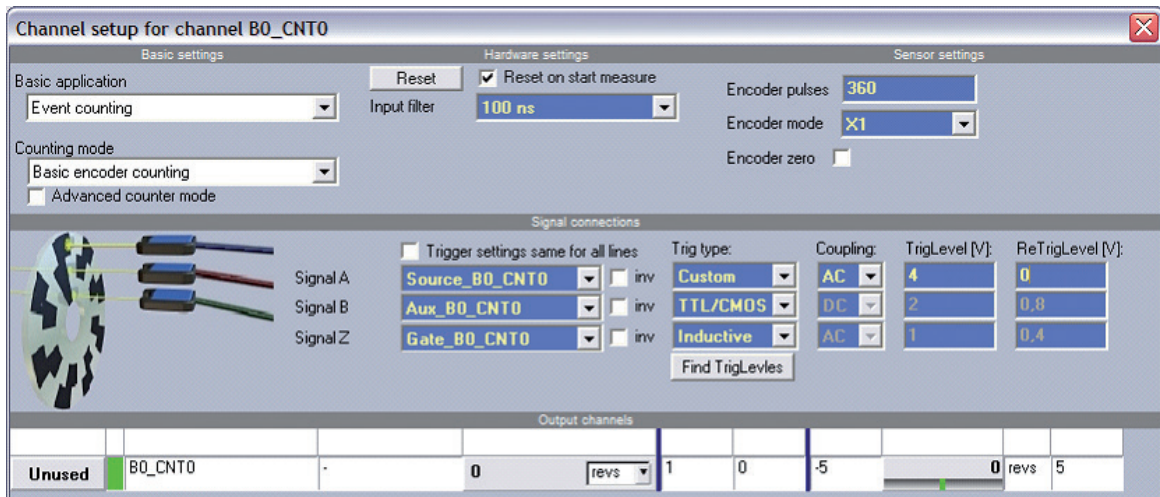 Channel setup for channel B0_CNT0
Basic settings Hardware settings Sensor settings
Basic application
Event counting
Counting mode
Basic encoder counting
Advanced counter mode
Reset Reset on start measure
Input filter 100 ns
Encoder pulses 360
Encoder mode X1
Encoder zero
Signal connections
Trigger settings same for all lines Trig type: Coupling: TrigLevel [V]: ReTrigLevel [V]:
Signal A Source_B0_CNT0 inv Custom AC 4 0
Signal B Aux_B0_CNT0 inv TTL/CMOS DC 2 0,8
Signal Z Gate_B0_CNT0 inv Inductive AC 1 0,4
Find TrigLevles
Output channels
Unused B0_CNT0 - 0 revs 1 0 -5 0 revs 5